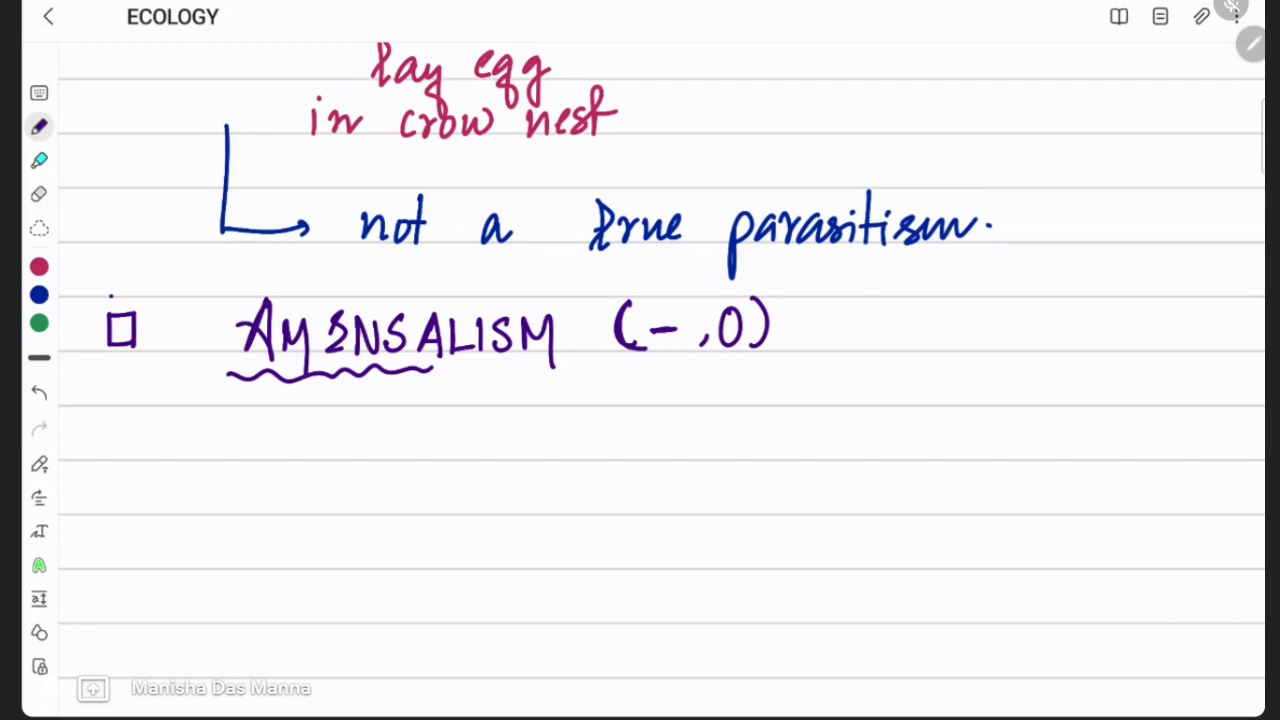 ECOLOGY
lay egg
in crow nest
not a true parasitism.
AMENSALISM (-,0)
Manisha Das Manna